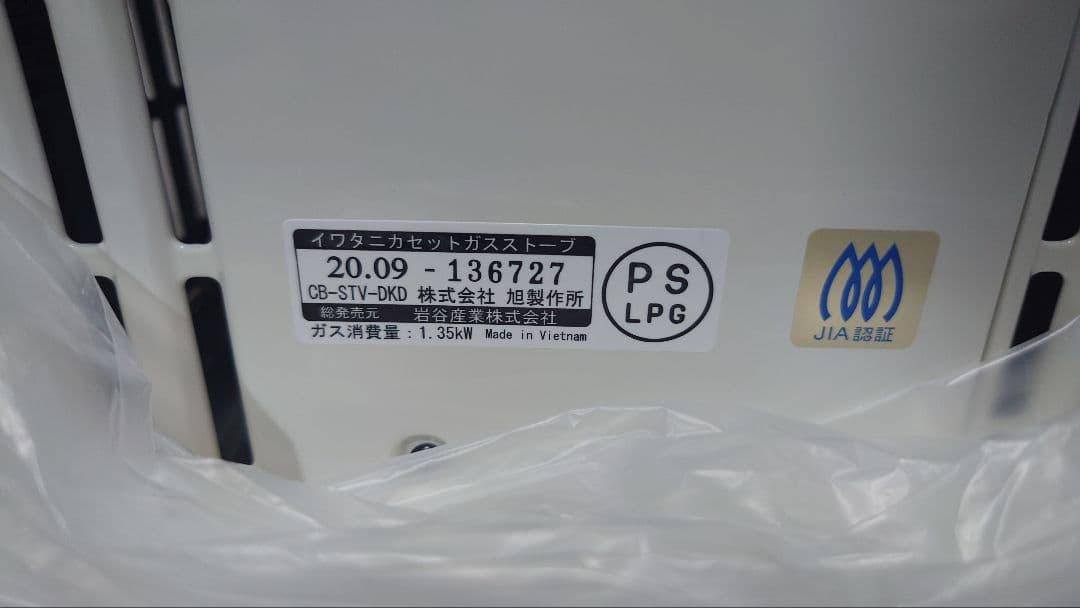 イワタニカセットガスストーブ
20.09 - 136727
CB-STV-DKD 株式会社 旭製作所
総発売元 岩谷産業株式会社
ガス消費量：1.35kW Made in Vietnam
PS
LPG
JIA 認証